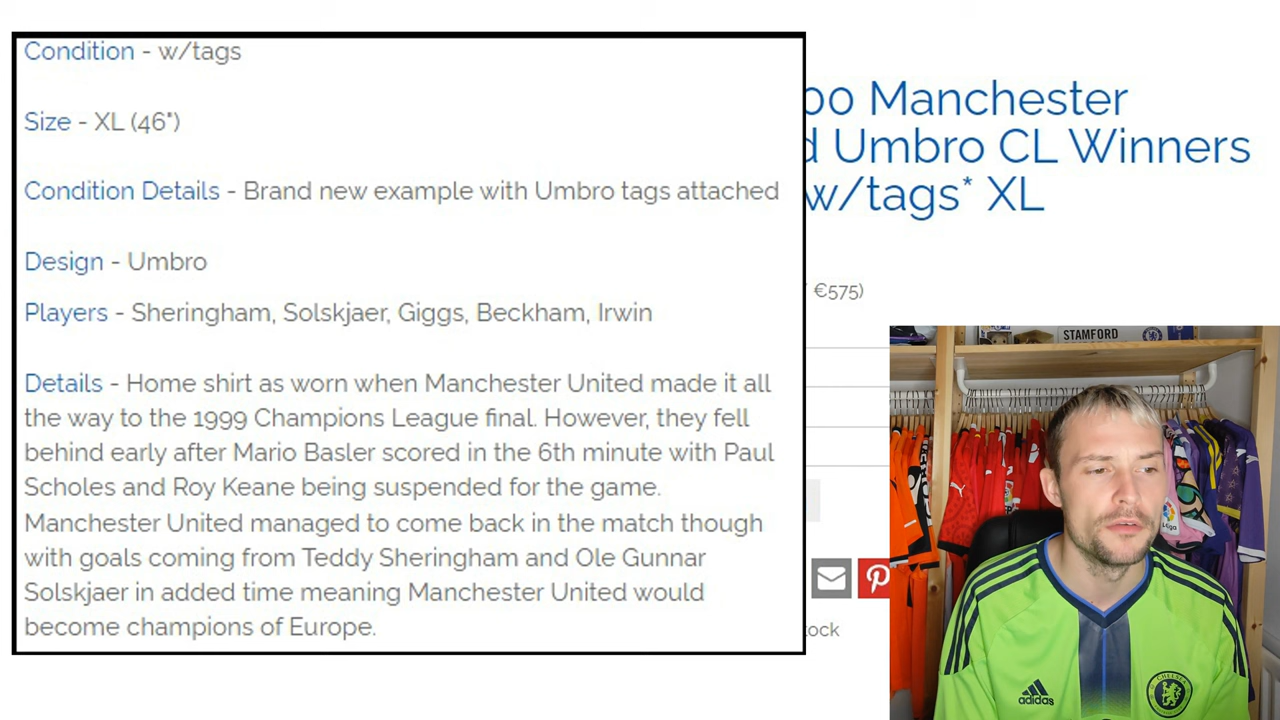 Condition - w/tags
Size - XL (46")
Condition Details - Brand new example with Umbro tags attached
Design - Umbro
Players - Sheringham, Solskjaer, Giggs, Beckham, Irwin
Details - Home shirt as worn when Manchester United made it all
the way to the 1999 Champions League final. However, they fell
behind early after Mario Basler scored in the 6th minute with Paul
Scholes and Roy Keane being suspended for the game.
Manchester United managed to come back in the match though
with goals coming from Teddy Sheringham and Ole Gunnar
Solskjaer in added time meaning Manchester United would
become champions of Europe.
00 Manchester
d Umbro CL Winners
w/tags* XL
€575)
ock
STAMFORD
adidas
CHELSEA